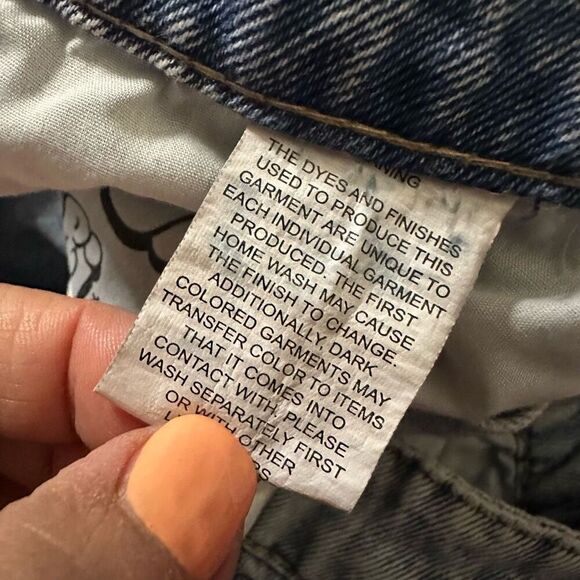 THE DYES AND FINISHES
USED TO PRODUCE THIS
GARMENT ARE UNIQUE TO
EACH INDIVIDUAL GARMENT
PRODUCED. THE FIRST
HOME WASH MAY CAUSE
THE FINISH TO CHANGE.
ADDITIONALLY, DARK
COLORED GARMENTS MAY
TRANSFER COLOR TO ITEMS
THAT IT COMES INTO
CONTACT WITH. PLEASE
WASH SEPARATELY FIRST
OR WITH OTHER